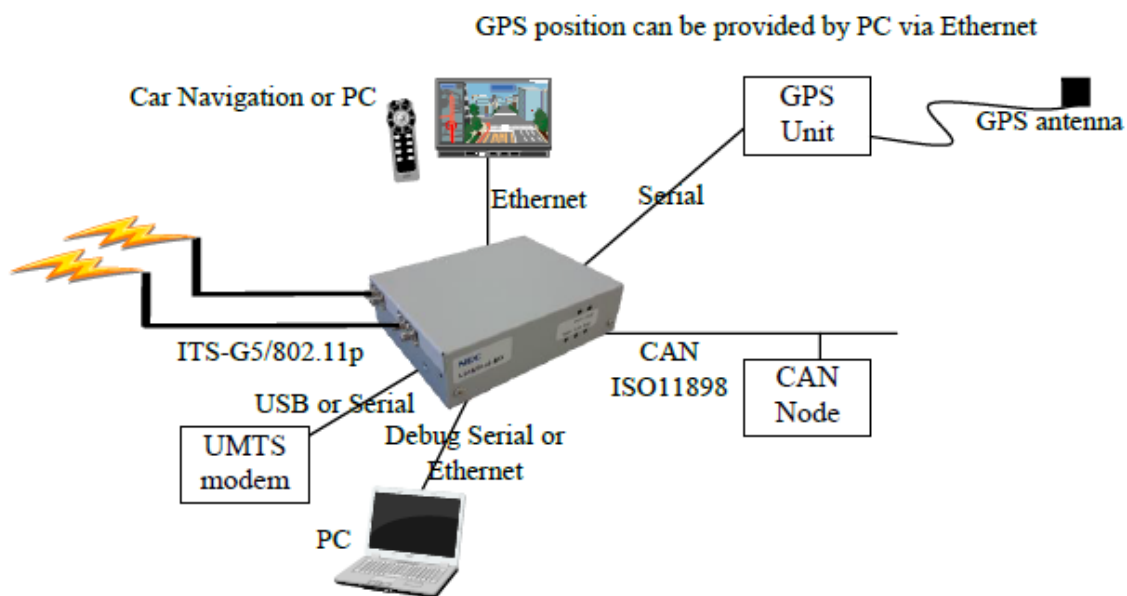 GPS position can be provided by PC via Ethernet
Car Navigation or PC
GPS
Unit
GPS antenna
Ethernet
Serial
ITS-G5/802.11p
CAN
ISO11898
CAN
Node
NEC
USB or Serial
UMTS
modem
Debug Serial or
Ethernet
PC